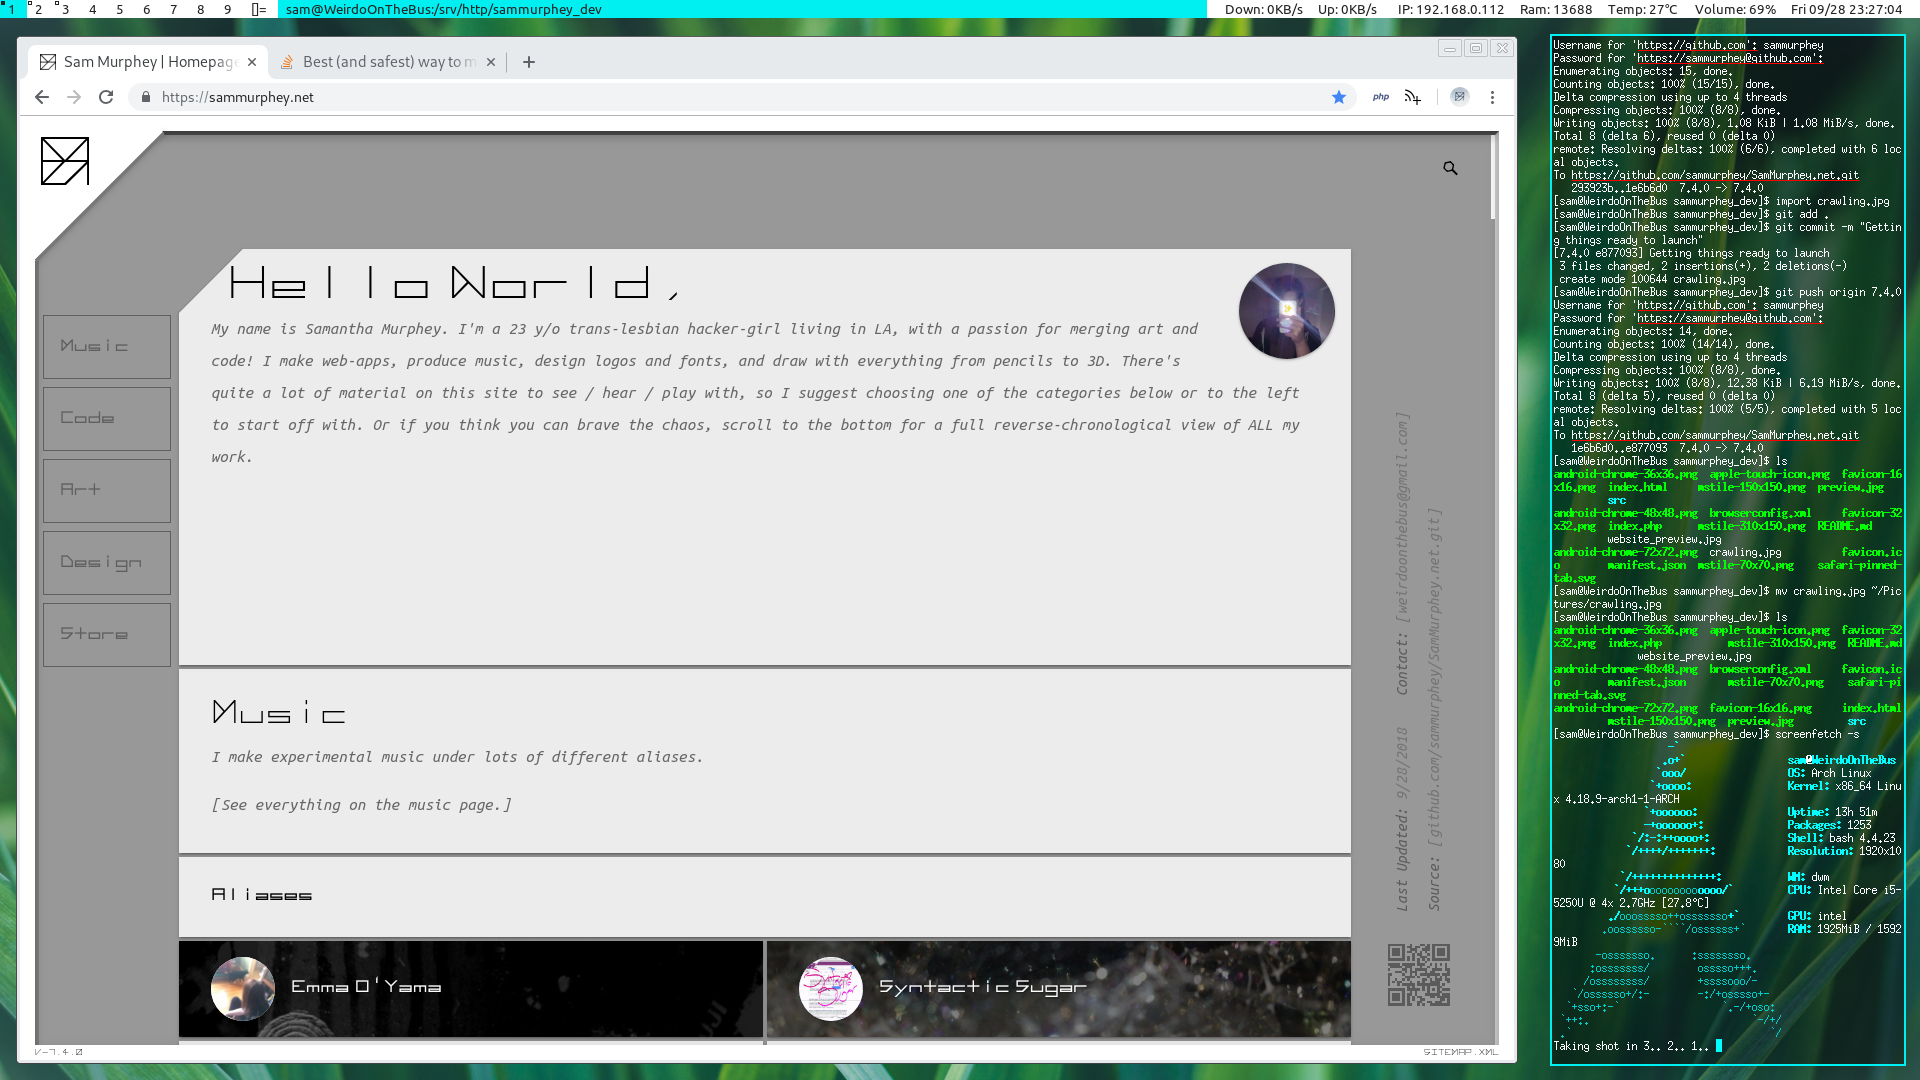 1 2 3 4 5 6 7 8 9 []= sam@WeirdoOnTheBus:/srv/http/sammurphey_dev Down: 0KB/s Up: 0KB/s IP: 192.168.0.112 Ram: 13688 Temp: 27°C Volume: 69% Fri 09/28 23:27:04
Sam Murphey | Homepage Best (and safest) way to m
https://sammurphey.net
php
Hello World,
My name is Samantha Murphey. I'm a 23 y/o trans-lesbian hacker-girl living in LA, with a passion for merging art and
code! I make web-apps, produce music, design logos and fonts, and draw with everything from pencils to 3D. There's
quite a lot of material on this site to see / hear / play with, so I suggest choosing one of the categories below or to the left
to start off with. Or if you think you can brave the chaos, scroll to the bottom for a full reverse-chronological view of ALL my
work.
Music
Code
Art
Design
Store
Music
I make experimental music under lots of different aliases.
[See everything on the music page.]
Aliases
Emma O'Yama
Syntactic Sugar
Last Updated: 9/28/2018 Contact: [weirdoonthebus@gmail.com]
Source: [github.com/sammurphey/SamMurphey.net.git]
V-7.4.0
SITEMAP.XML
Username for 'https://github.com': sammurphey
Password for 'https://sammurphey@github.com':
Enumerating objects: 15, done.
Counting objects: 100% (15/15), done.
Delta compression using up to 4 threads
Compressing objects: 100% (8/8), done.
Writing objects: 100% (8/8), 1.08 KiB | 1.08 MiB/s, done.
Total 8 (delta 6), reused 0 (delta 0)
remote: Resolving deltas: 100% (6/6), completed with 6 loc
al objects.
To https://github.com/sammurphey/SamMurphey.net.git
293923b..1e6b6d0 7.4.0 -> 7.4.0
[sam@WeirdoOnTheBus sammurphey_dev]$ import crawling.jpg
[sam@WeirdoOnTheBus sammurphey_dev]$ git add .
[sam@WeirdoOnTheBus sammurphey_dev]$ git commit -m "Gettin
g things ready to launch"
[7.4.0 e877093] Getting things ready to launch
3 files changed, 2 insertions(+), 2 deletions(-)
create mode 100644 crawling.jpg
[sam@WeirdoOnTheBus sammurphey_dev]$ git push origin 7.4.0
Username for 'https://github.com': sammurphey
Password for 'https://sammurphey@github.com':
Enumerating objects: 14, done.
Counting objects: 100% (14/14), done.
Delta compression using up to 4 threads
Compressing objects: 100% (8/8), done.
Writing objects: 100% (8/8), 12.38 KiB | 6.19 MiB/s, done.
Total 8 (delta 5), reused 0 (delta 0)
remote: Resolving deltas: 100% (5/5), completed with 5 loc
al objects.
To https://github.com/sammurphey/SamMurphey.net.git
1e6b6d0..e877093 7.4.0 -> 7.4.0
[sam@WeirdoOnTheBus sammurphey_dev]$ ls
android-chrome-36x36.png apple-touch-icon.png favicon-16
x16.png index.html mstile-150x150.png preview.jpg
src
android-chrome-48x48.png browserconfig.xml favicon-32
x32.png index.php mstile-310x150.png README.md
website_preview.jpg
android-chrome-72x72.png crawling.jpg favicon.ic
o manifest.json mstile-70x70.png safari-pinned-
tab.svg
[sam@WeirdoOnTheBus sammurphey_dev]$ mv crawling.jpg ~/Pic
tures/crawling.jpg
[sam@WeirdoOnTheBus sammurphey_dev]$ ls
android-chrome-36x36.png apple-touch-icon.png favicon-32
x32.png index.php mstile-310x150.png README.md
website_preview.jpg
android-chrome-48x48.png browserconfig.xml favicon.ic
o manifest.json mstile-70x70.png safari-pi
nned-tab.svg
android-chrome-72x72.png favicon-16x16.png index.html
mstile-150x150.png preview.jpg src
[sam@WeirdoOnTheBus sammurphey_dev]$ screenfetch -s
sam@WeirdoOnTheBus
OS: Arch Linux
Kernel: x86_64 Linu
x 4.18.9-arch1-1-ARCH
Uptime: 13h 51m
Packages: 1253
Shell: bash 4.4.23
Resolution: 1920x10
80
WM: dwm
CPU: Intel Core i5-
5250U @ 4x 2.7GHz [27.8°C]
GPU: intel
RAM: 1925MiB / 1592
9MiB
Taking shot in 3.. 2.. 1..